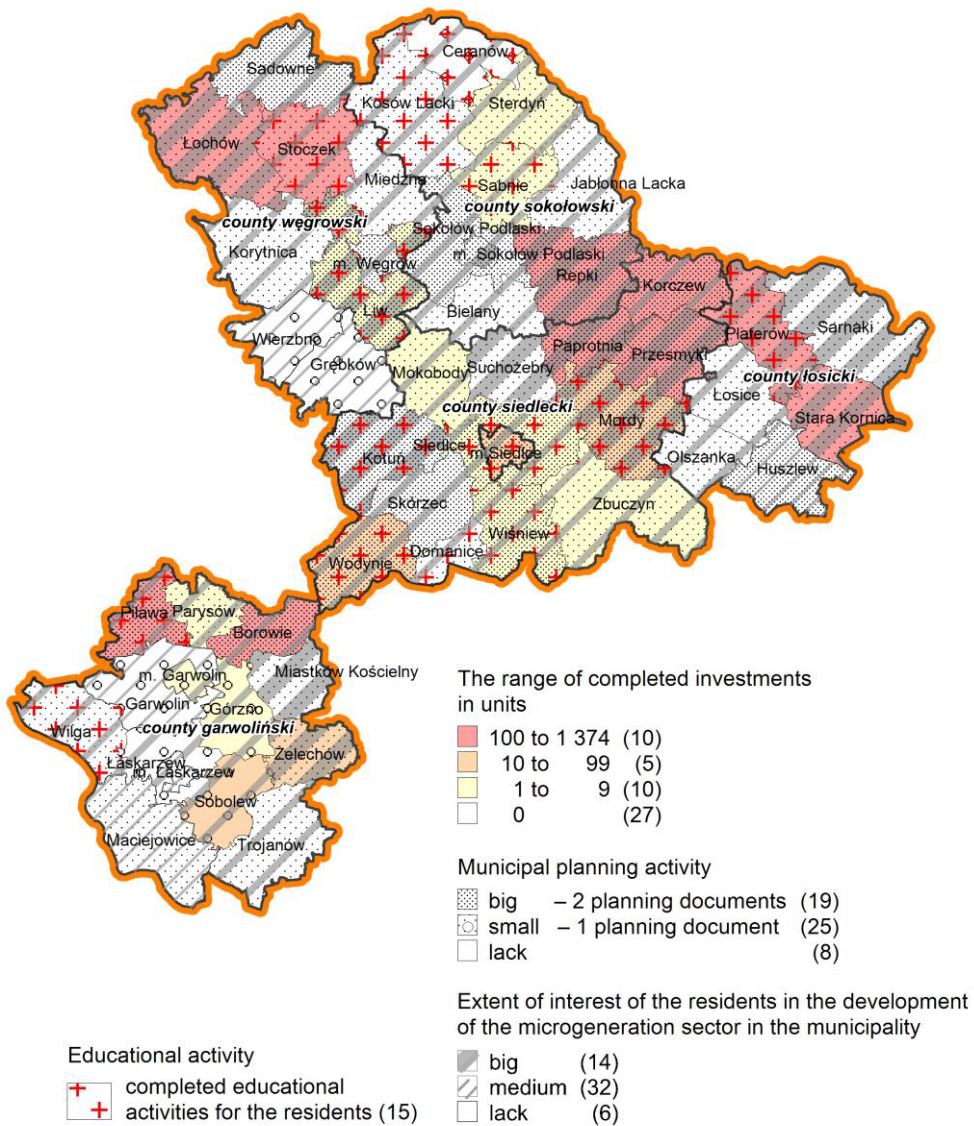 Ceranów
Sadowne
Kosów Lacki
Sterdyń
Łochów
Stoczek
Miedzna
Sabnie
Jabłonna Lacka
county węgrowski
county sokołowski
Sokołów Podlaski
Korytnica
m. Węgrów
m. Sokołów Podlaski
Repki
Korczew
Liw
Bielany
Wierzbno
Grębków
Platerów
Sarnaki
Paprotnia
Przesmyki
Mokobody
Suchożebry
county łosicki
Łosice
county siedlecki
Stara Kornica
Mordy
Siedlce
m. Siedlce
Kotuń
Olszanka
Huszlew
Skórzec
Zbuczyn
Wiśniew
Domanice
Wodynie
Pilawa
Parysów
Borowie
m. Garwolin
Miastków Kościelny
Garwolin
Górzno
Wilga
county garwoliński
Żelechów
Łaskarzew
m. Łaskarzew
Sobolew
Maciejowice
Trojanów
The range of completed investments
in units
100 to 1 374 (10)
10 to 99 (5)
1 to 9 (10)
0 (27)
Municipal planning activity
big – 2 planning documents (19)
small – 1 planning document (25)
lack (8)
Extent of interest of the residents in the development
of the microgeneration sector in the municipality
big (14)
medium (32)
lack (6)
Educational activity
completed educational
activities for the residents (15)